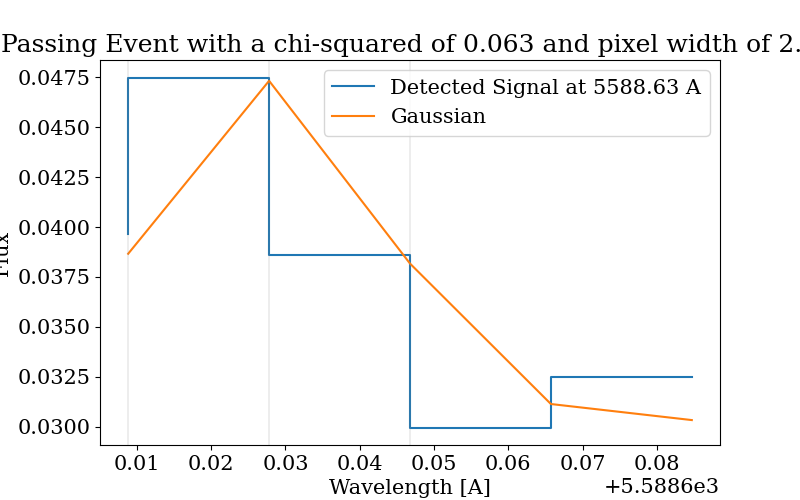 Passing Event with a chi-squared of 0.063 and pixel width of 2.
Detected Signal at 5588.63 A
Gaussian
Flux
0.0475
0.0450
0.0425
0.0400
0.0375
0.0350
0.0325
0.0300
0.01 0.02 0.03 0.04 0.05 0.06 0.07 0.08
Wavelength [A]
+5.5886e3